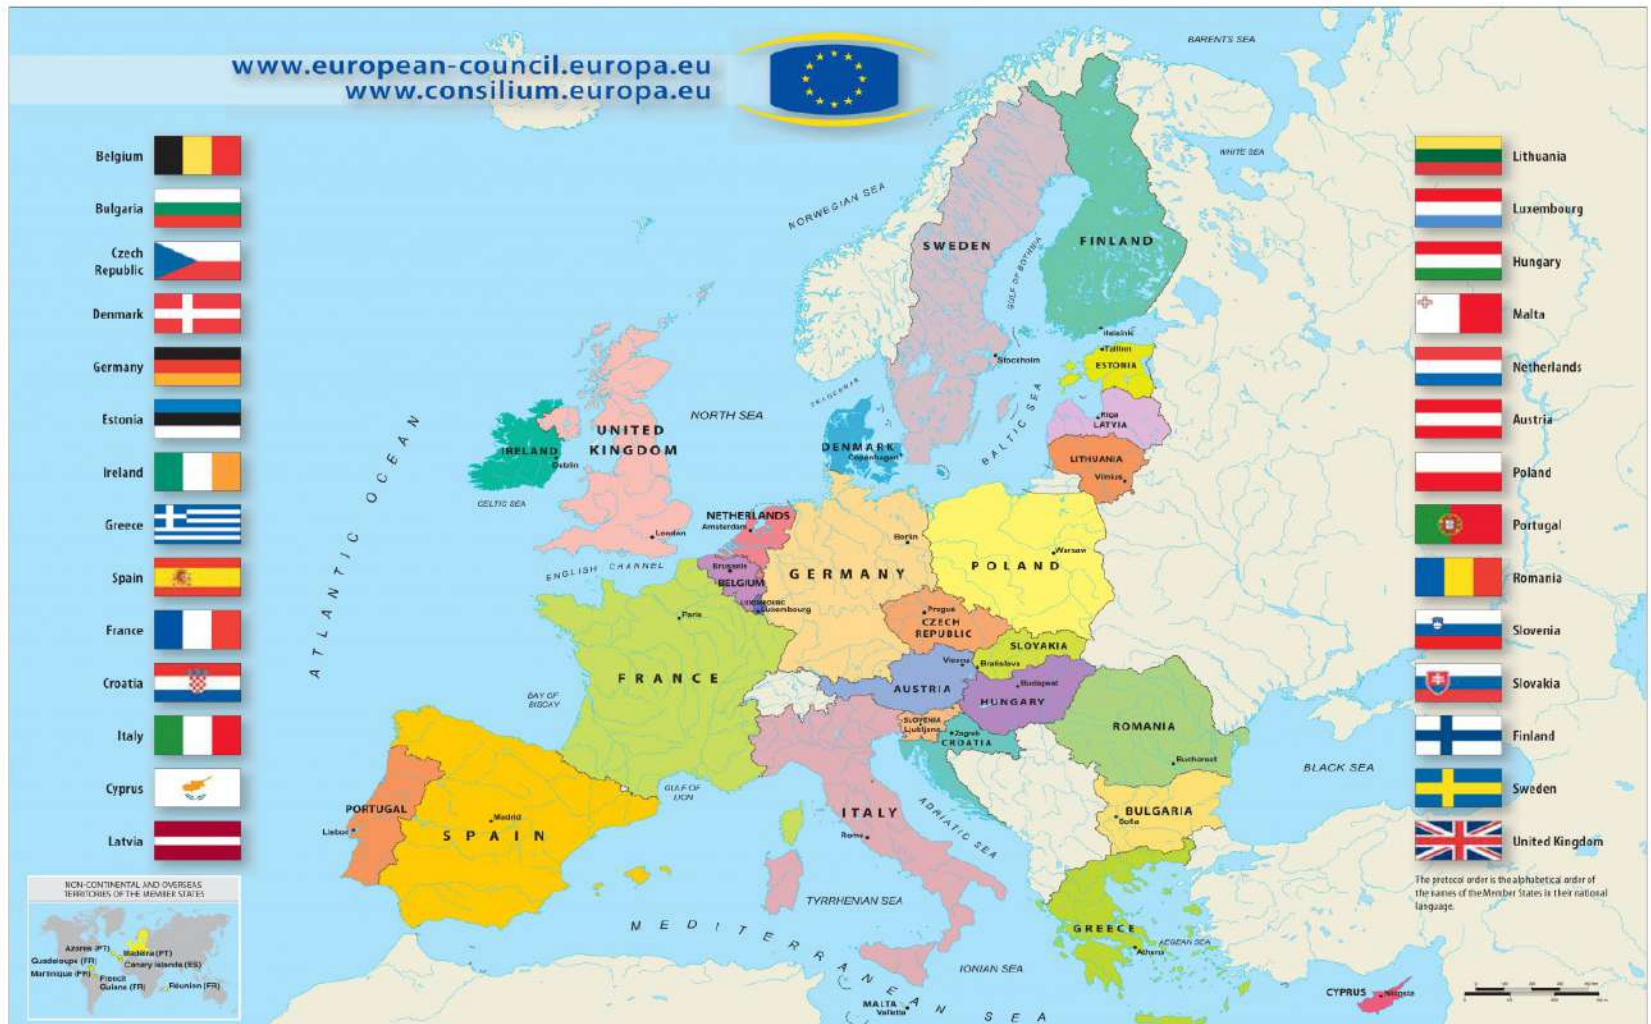 www.european-council.europa.eu
www.consilium.europa.eu
Belgium
Bulgaria
Czech
Republic
Denmark
Germany
Estonia
Ireland
Greece
Spain
France
Croatia
Italy
Cyprus
Latvia
Lithuania
Luxembourg
Hungary
Malta
Netherlands
Austria
Poland
Portugal
Romania
Slovenia
Slovakia
Finland
Sweden
United Kingdom
The protocol order is the alphabetical order of
the names of the Member States in their national
language.
BARENTS SEA
WHITE SEA
NORWEGIAN SEA
SWEDEN
FINLAND
GULF OF BOTHNIA
Helsinki
Tallinn
Stockholm
ESTONIA
SKAGERRAK
NORTH SEA
BALTIC SEA
Riga
LATVIA
UNITED
KINGDOM
IRELAND
Dublin
DENMARK
Copenhagen
LITHUANIA
Vilnius
CELTIC SEA
ATLANTIC OCEAN
NETHERLANDS
Amsterdam
London
Berlin
Warsaw
ENGLISH CHANNEL
Brussels
BELGIUM
GERMANY
POLAND
LUXEMBOURG
Luxembourg
Paris
Prague
CZECH
REPUBLIC
SLOVAKIA
Vienna
Bratislava
FRANCE
AUSTRIA
Budapest
HUNGARY
BAY OF
BISCAY
SLOVENIA
Ljubljana
Zagreb
CROATIA
ROMANIA
Bucharest
BLACK SEA
GULF OF
LION
PORTUGAL
Lisbon
Madrid
SPAIN
ITALY
Rome
ADRIATIC SEA
BULGARIA
Sofia
TYRRHENIAN SEA
MEDITERRANEAN SEA
GREECE
AEGEAN SEA
Athens
IONIAN SEA
MALTA
Valletta
CYPRUS
Nicosia
NON-CONTINENTAL AND OVERSEAS
TERRITORIES OF THE MEMBER STATES
Azores (PT)
Madeira (PT)
Guadeloupe (FR)
Canary Islands (ES)
Martinique (FR)
French
Guiana (FR)
Réunion (FR)